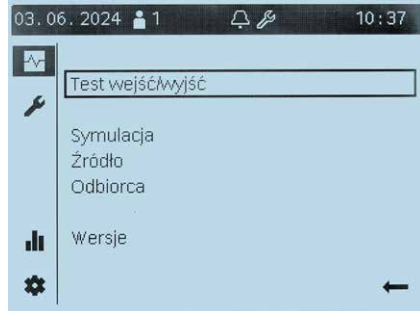 03.06.2024 1 10:37
Test wejść/wyjść
Symulacja
Źródło
Odbiorca
Wersje